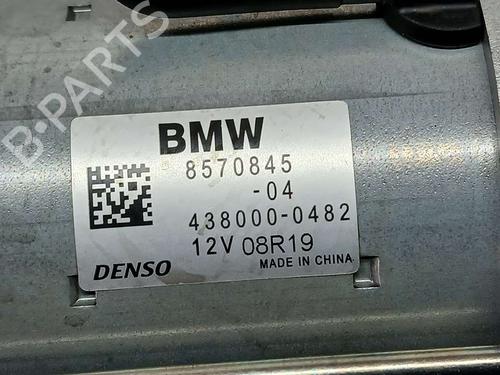 B-PARTS
BMW
8570845
-04
438000-0482
12V 08R19
DENSO MADE IN CHINA